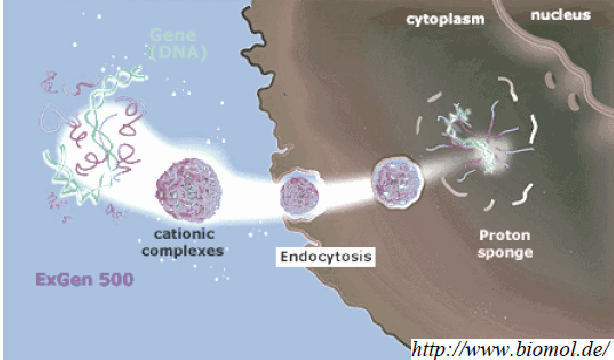 cytoplasm
nucleus
Gene
(DNA)
cationic
complexes
Endocytosis
Proton
sponge
ExGen 500
http://www.biomol.de/